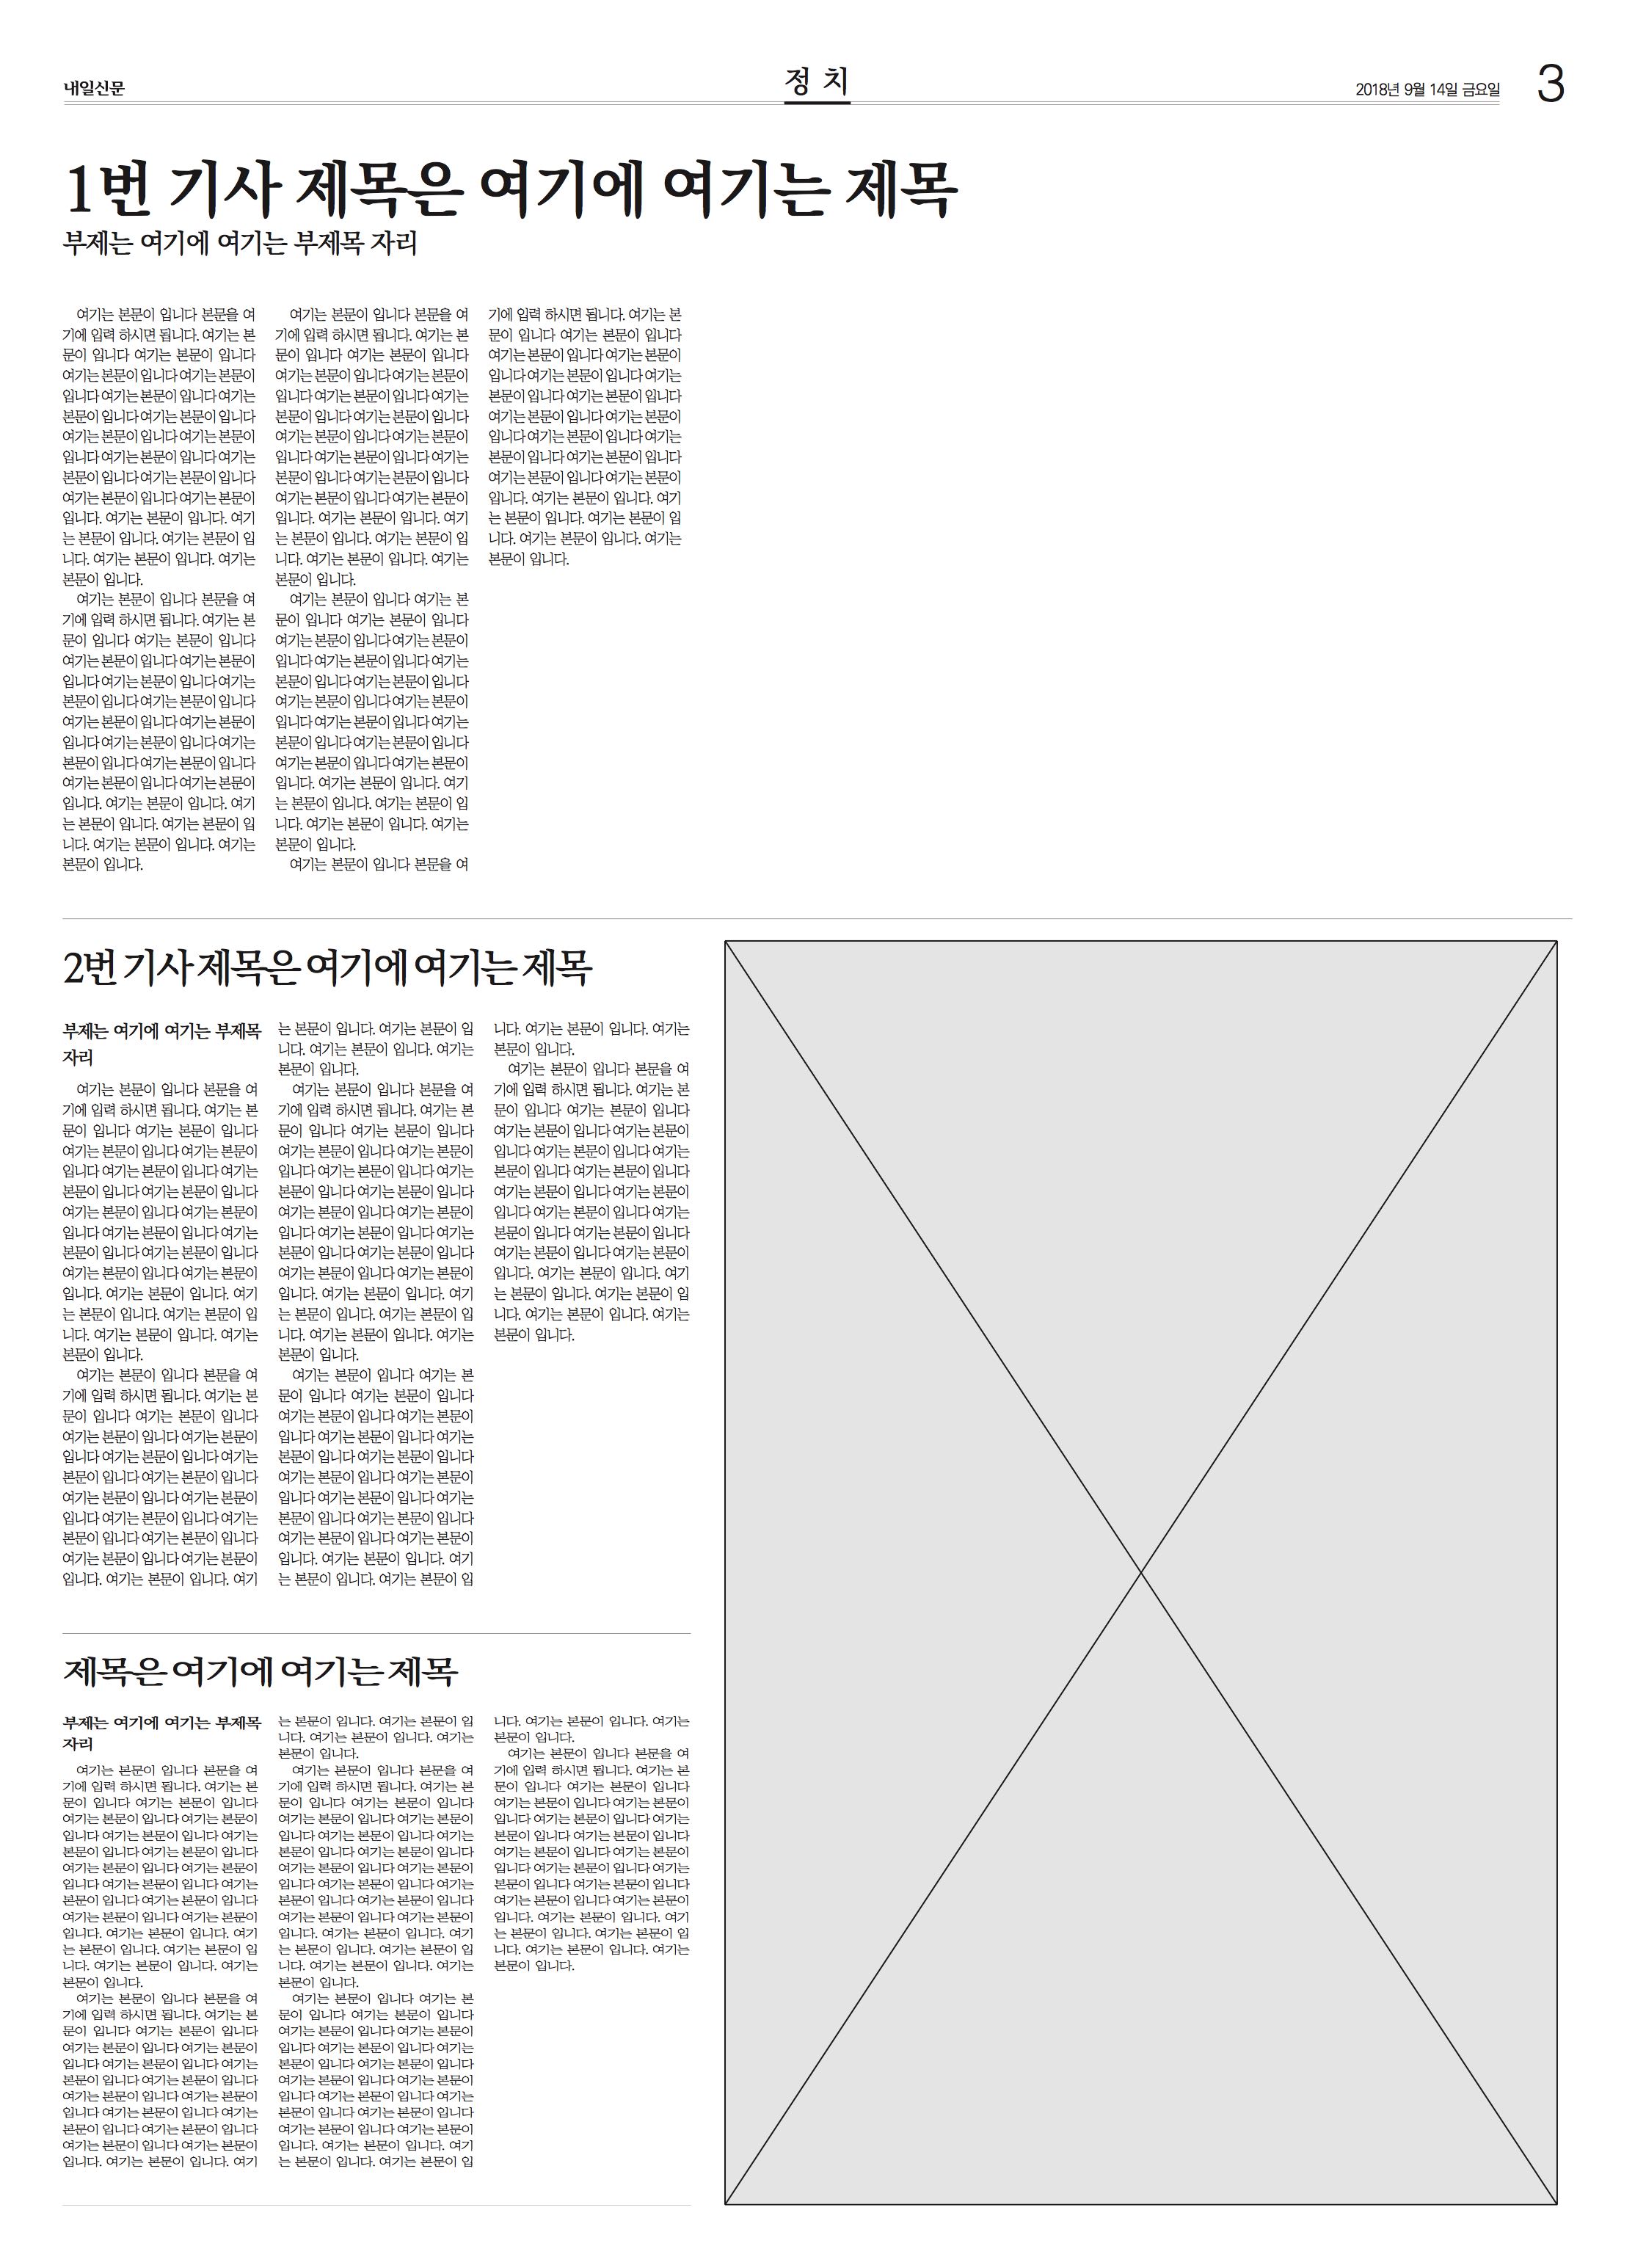 내일신문
정 치
2018년 9월 14일 금요일
3
1번 기사 제목은 여기에 여기는 제목
부제는 여기에 여기는 부제목 자리
여기는 본문이 입니다 본문을 여
기에 입력 하시면 됩니다. 여기는 본
문이 입니다 여기는 본문이 입니다
여기는 본문이 입니다 여기는 본문이
입니다 여기는 본문이 입니다 여기는
본문이 입니다 여기는 본문이 입니다
여기는 본문이 입니다 여기는 본문이
입니다 여기는 본문이 입니다 여기는
본문이 입니다 여기는 본문이 입니다
여기는 본문이 입니다 여기는 본문이
입니다. 여기는 본문이 입니다. 여기
는 본문이 입니다. 여기는 본문이 입
니다. 여기는 본문이 입니다. 여기는
본문이 입니다.
여기는 본문이 입니다 본문을 여
기에 입력 하시면 됩니다. 여기는 본
문이 입니다 여기는 본문이 입니다
여기는 본문이 입니다 여기는 본문이
입니다 여기는 본문이 입니다 여기는
본문이 입니다 여기는 본문이 입니다
여기는 본문이 입니다 여기는 본문이
입니다 여기는 본문이 입니다 여기는
본문이 입니다 여기는 본문이 입니다
여기는 본문이 입니다 여기는 본문이
입니다. 여기는 본문이 입니다. 여기
는 본문이 입니다. 여기는 본문이 입
니다. 여기는 본문이 입니다. 여기는
본문이 입니다.
여기는 본문이 입니다 본문을 여
기에 입력 하시면 됩니다. 여기는 본
문이 입니다 여기는 본문이 입니다
여기는 본문이 입니다 여기는 본문이
입니다 여기는 본문이 입니다 여기는
본문이 입니다 여기는 본문이 입니다
여기는 본문이 입니다 여기는 본문이
입니다 여기는 본문이 입니다 여기는
본문이 입니다 여기는 본문이 입니다
여기는 본문이 입니다 여기는 본문이
입니다. 여기는 본문이 입니다. 여기
는 본문이 입니다. 여기는 본문이 입
니다. 여기는 본문이 입니다. 여기는
본문이 입니다.
여기는 본문이 입니다 여기는 본
문이 입니다 여기는 본문이 입니다
여기는 본문이 입니다 여기는 본문이
입니다 여기는 본문이 입니다 여기는
본문이 입니다 여기는 본문이 입니다
여기는 본문이 입니다 여기는 본문이
입니다 여기는 본문이 입니다 여기는
본문이 입니다 여기는 본문이 입니다
여기는 본문이 입니다 여기는 본문이
입니다. 여기는 본문이 입니다. 여기
는 본문이 입니다. 여기는 본문이 입
니다. 여기는 본문이 입니다. 여기는
본문이 입니다.
여기는 본문이 입니다 본문을 여
기에 입력 하시면 됩니다. 여기는 본
문이 입니다 여기는 본문이 입니다
여기는 본문이 입니다 여기는 본문이
입니다 여기는 본문이 입니다 여기는
본문이 입니다 여기는 본문이 입니다
여기는 본문이 입니다 여기는 본문이
입니다 여기는 본문이 입니다 여기는
본문이 입니다 여기는 본문이 입니다
여기는 본문이 입니다 여기는 본문이
입니다. 여기는 본문이 입니다. 여기
는 본문이 입니다. 여기는 본문이 입
니다. 여기는 본문이 입니다. 여기는
본문이 입니다.
2번 기사 제목은 여기에 여기는 제목
부제는 여기에 여기는 부제목
자리
여기는 본문이 입니다 본문을 여
기에 입력 하시면 됩니다. 여기는 본
문이 입니다 여기는 본문이 입니다
여기는 본문이 입니다 여기는 본문이
입니다 여기는 본문이 입니다 여기는
본문이 입니다 여기는 본문이 입니다
여기는 본문이 입니다 여기는 본문이
입니다 여기는 본문이 입니다 여기는
본문이 입니다 여기는 본문이 입니다
여기는 본문이 입니다 여기는 본문이
입니다. 여기는 본문이 입니다. 여기
는 본문이 입니다. 여기는 본문이 입
니다. 여기는 본문이 입니다. 여기는
본문이 입니다.
여기는 본문이 입니다 본문을 여
기에 입력 하시면 됩니다. 여기는 본
문이 입니다 여기는 본문이 입니다
여기는 본문이 입니다 여기는 본문이
입니다 여기는 본문이 입니다 여기는
본문이 입니다 여기는 본문이 입니다
여기는 본문이 입니다 여기는 본문이
입니다 여기는 본문이 입니다 여기는
본문이 입니다 여기는 본문이 입니다
여기는 본문이 입니다 여기는 본문이
입니다. 여기는 본문이 입니다. 여기
는 본문이 입니다. 여기는 본문이 입
니다. 여기는 본문이 입니다. 여기는
본문이 입니다.
여기는 본문이 입니다 본문을 여
기에 입력 하시면 됩니다. 여기는 본
문이 입니다 여기는 본문이 입니다
여기는 본문이 입니다 여기는 본문이
입니다 여기는 본문이 입니다 여기는
본문이 입니다 여기는 본문이 입니다
여기는 본문이 입니다 여기는 본문이
입니다 여기는 본문이 입니다 여기는
본문이 입니다 여기는 본문이 입니다
여기는 본문이 입니다 여기는 본문이
입니다. 여기는 본문이 입니다. 여기
는 본문이 입니다. 여기는 본문이 입
니다. 여기는 본문이 입니다. 여기는
본문이 입니다.
여기는 본문이 입니다 여기는 본
문이 입니다 여기는 본문이 입니다
여기는 본문이 입니다 여기는 본문이
입니다 여기는 본문이 입니다 여기는
본문이 입니다 여기는 본문이 입니다
여기는 본문이 입니다 여기는 본문이
입니다 여기는 본문이 입니다 여기는
본문이 입니다 여기는 본문이 입니다
여기는 본문이 입니다 여기는 본문이
입니다. 여기는 본문이 입니다. 여기
는 본문이 입니다. 여기는 본문이 입
니다. 여기는 본문이 입니다. 여기는
본문이 입니다.
여기는 본문이 입니다 본문을 여
기에 입력 하시면 됩니다. 여기는 본
문이 입니다 여기는 본문이 입니다
여기는 본문이 입니다 여기는 본문이
입니다 여기는 본문이 입니다 여기는
본문이 입니다 여기는 본문이 입니다
여기는 본문이 입니다 여기는 본문이
입니다 여기는 본문이 입니다 여기는
본문이 입니다 여기는 본문이 입니다
여기는 본문이 입니다 여기는 본문이
입니다. 여기는 본문이 입니다. 여기
는 본문이 입니다. 여기는 본문이 입
니다. 여기는 본문이 입니다. 여기는
본문이 입니다.
제목은 여기에 여기는 제목
부제는 여기에 여기는 부제목
자리
여기는 본문이 입니다 본문을 여
기에 입력 하시면 됩니다. 여기는 본
문이 입니다 여기는 본문이 입니다
여기는 본문이 입니다 여기는 본문이
입니다 여기는 본문이 입니다 여기는
본문이 입니다 여기는 본문이 입니다
여기는 본문이 입니다 여기는 본문이
입니다 여기는 본문이 입니다 여기는
본문이 입니다 여기는 본문이 입니다
여기는 본문이 입니다 여기는 본문이
입니다. 여기는 본문이 입니다. 여기
는 본문이 입니다. 여기는 본문이 입
니다. 여기는 본문이 입니다. 여기는
본문이 입니다.
여기는 본문이 입니다 본문을 여
기에 입력 하시면 됩니다. 여기는 본
문이 입니다 여기는 본문이 입니다
여기는 본문이 입니다 여기는 본문이
입니다 여기는 본문이 입니다 여기는
본문이 입니다 여기는 본문이 입니다
여기는 본문이 입니다 여기는 본문이
입니다 여기는 본문이 입니다 여기는
본문이 입니다 여기는 본문이 입니다
여기는 본문이 입니다 여기는 본문이
입니다. 여기는 본문이 입니다. 여기
는 본문이 입니다. 여기는 본문이 입
니다. 여기는 본문이 입니다. 여기는
본문이 입니다.
여기는 본문이 입니다 본문을 여
기에 입력 하시면 됩니다. 여기는 본
문이 입니다 여기는 본문이 입니다
여기는 본문이 입니다 여기는 본문이
입니다 여기는 본문이 입니다 여기는
본문이 입니다 여기는 본문이 입니다
여기는 본문이 입니다 여기는 본문이
입니다 여기는 본문이 입니다 여기는
본문이 입니다 여기는 본문이 입니다
여기는 본문이 입니다 여기는 본문이
입니다. 여기는 본문이 입니다. 여기
는 본문이 입니다. 여기는 본문이 입
니다. 여기는 본문이 입니다. 여기는
본문이 입니다.
여기는 본문이 입니다 여기는 본
문이 입니다 여기는 본문이 입니다
여기는 본문이 입니다 여기는 본문이
입니다 여기는 본문이 입니다 여기는
본문이 입니다 여기는 본문이 입니다
여기는 본문이 입니다 여기는 본문이
입니다 여기는 본문이 입니다 여기는
본문이 입니다 여기는 본문이 입니다
여기는 본문이 입니다 여기는 본문이
입니다. 여기는 본문이 입니다. 여기
는 본문이 입니다. 여기는 본문이 입
니다. 여기는 본문이 입니다. 여기는
본문이 입니다.
여기는 본문이 입니다 본문을 여
기에 입력 하시면 됩니다. 여기는 본
문이 입니다 여기는 본문이 입니다
여기는 본문이 입니다 여기는 본문이
입니다 여기는 본문이 입니다 여기는
본문이 입니다 여기는 본문이 입니다
여기는 본문이 입니다 여기는 본문이
입니다 여기는 본문이 입니다 여기는
본문이 입니다 여기는 본문이 입니다
여기는 본문이 입니다 여기는 본문이
입니다. 여기는 본문이 입니다. 여기
는 본문이 입니다. 여기는 본문이 입
니다. 여기는 본문이 입니다. 여기는
본문이 입니다.